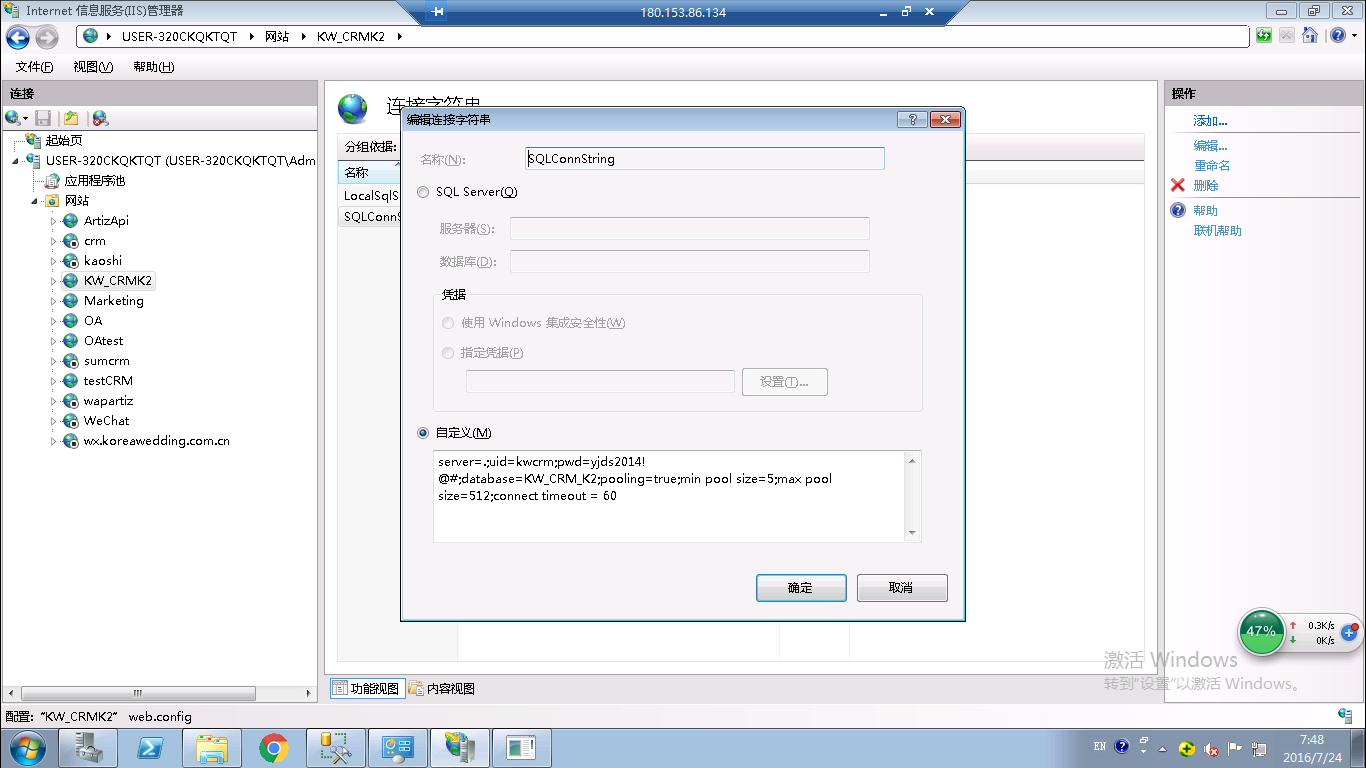 Internet 信息服务(IIS)管理器
180.153.86.134
USER-320CKQKTQT
网站
KW_CRMK2
文件(F)
视图(V)
帮助(H)
连接
起始页
USER-320CKQKTQT (USER-320CKQKTQT\Adm
应用程序池
网站
ArtizApi
crm
kaoshi
KW_CRMK2
Marketing
OA
OAtest
sumcrm
testCRM
wapartiz
WeChat
wx.koreawedding.com.cn
连接字符串
分组依据:
名称
LocalSqlS
SQLConnS
编辑连接字符串
名称(N):
SQLConnString
SQL Server(Q)
服务器(S):
数据库(D):
凭据
使用 Windows 集成安全性(W)
指定凭据(P)
设置(T)...
自定义(M)
server=.;uid=kwcrm;pwd=yjds2014!
@#;database=KW_CRM_K2;pooling=true;min pool size=5;max pool
size=512;connect timeout = 60
确定
取消
操作
添加...
编辑...
重命名
删除
帮助
联机帮助
47%
0.3K/s
0K/s
激活 Windows
转到“设置”以激活 Windows。
功能视图
内容视图
配置: "KW_CRMK2" web.config
EN
7:48
2016/7/24